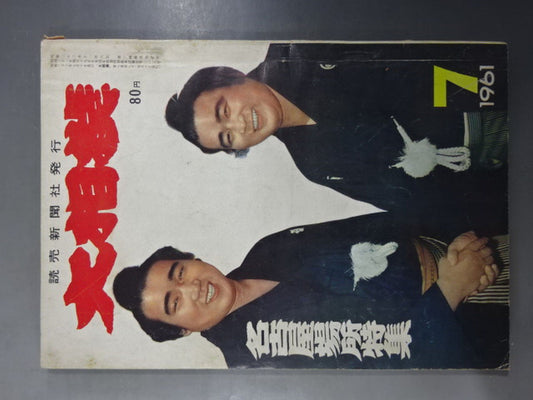 大相撲
読売新聞社発行
80円
7
1961
名古屋場所特集